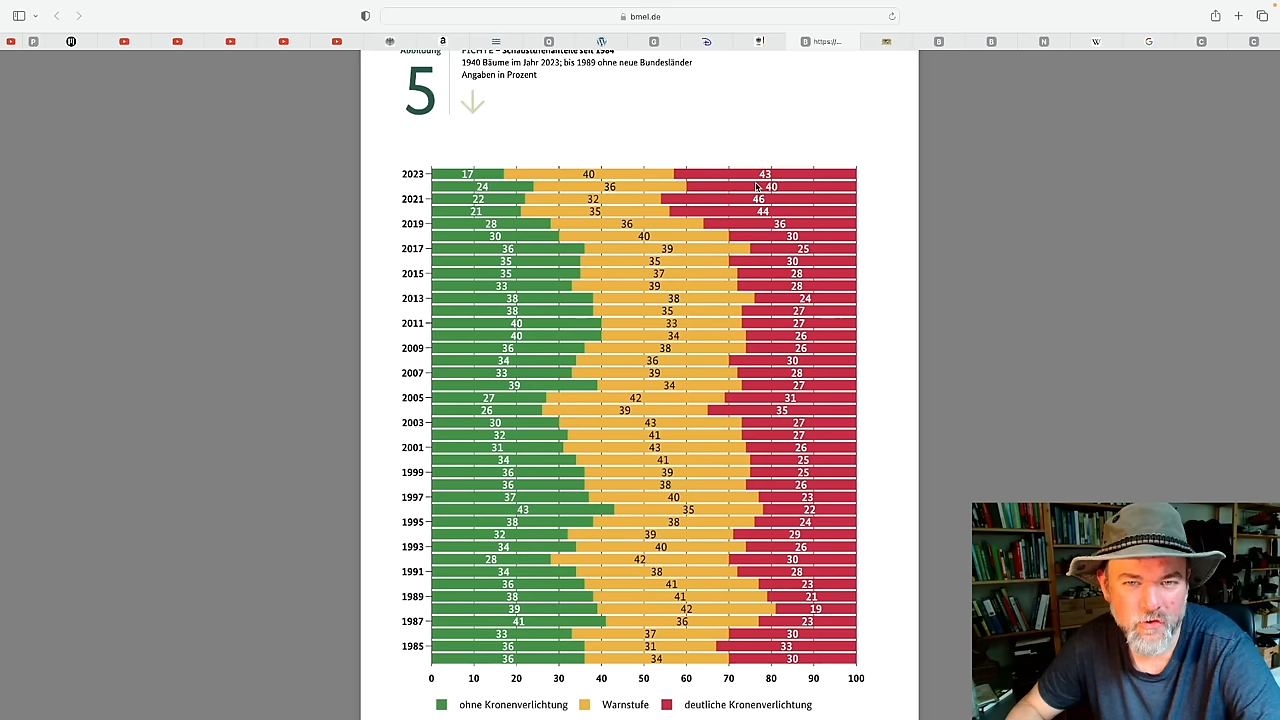 bmel.de
https://...
W
Abbildung
5
FICHTE – Schadstufenanteile seit 1984
1940 Bäume im Jahr 2023; bis 1989 ohne neue Bundesländer
Angaben in Prozent
2023 17 40 43
24 36 40
2021 22 32 46
21 35 44
2019 28 36 36
30 40 30
2017 36 39 25
35 35 30
2015 35 37 28
33 39 28
2013 38 38 24
38 35 27
2011 40 33 27
40 34 26
2009 36 38 26
34 36 30
2007 33 39 28
39 34 27
2005 27 42 31
26 39 35
2003 30 43 27
32 41 27
2001 31 43 26
34 41 25
1999 36 39 25
36 38 26
1997 37 40 23
43 35 22
1995 38 38 24
32 39 29
1993 34 40 26
28 42 30
1991 34 38 28
36 41 23
1989 38 41 21
39 42 19
1987 41 36 23
33 37 30
1985 36 31 33
36 34 30
0 10 20 30 40 50 60 70 80 90 100
ohne Kronenverlichtung Warnstufe deutliche Kronenverlichtung